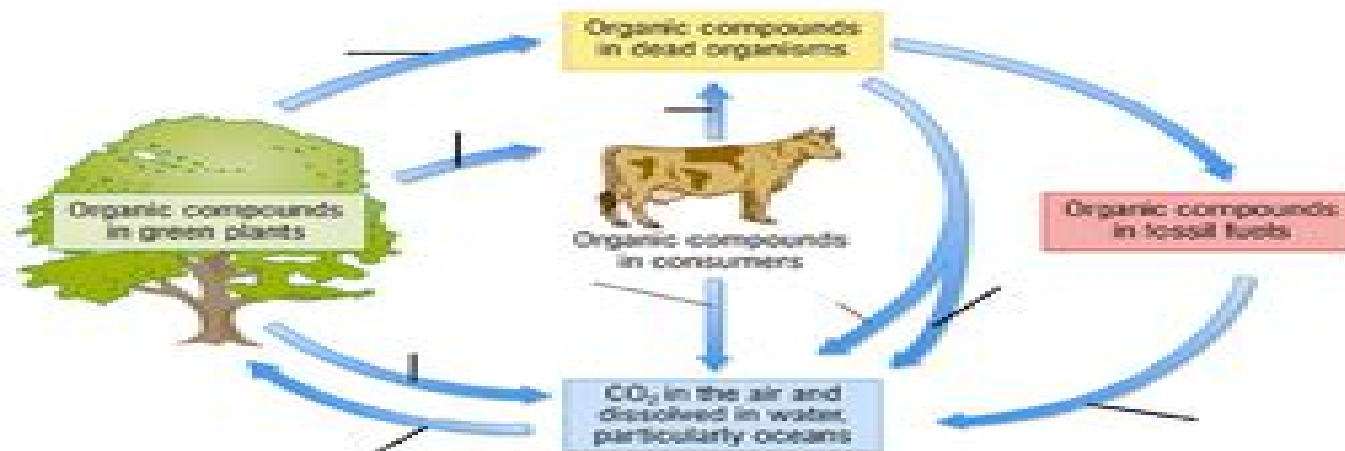 Organic compounds
in dead organisms
Organic compounds
in green plants
Organic compounds
in consumers
Organic compounds
in fossil fuels
CO₂ in the air and
dissolved in water,
particularly oceans